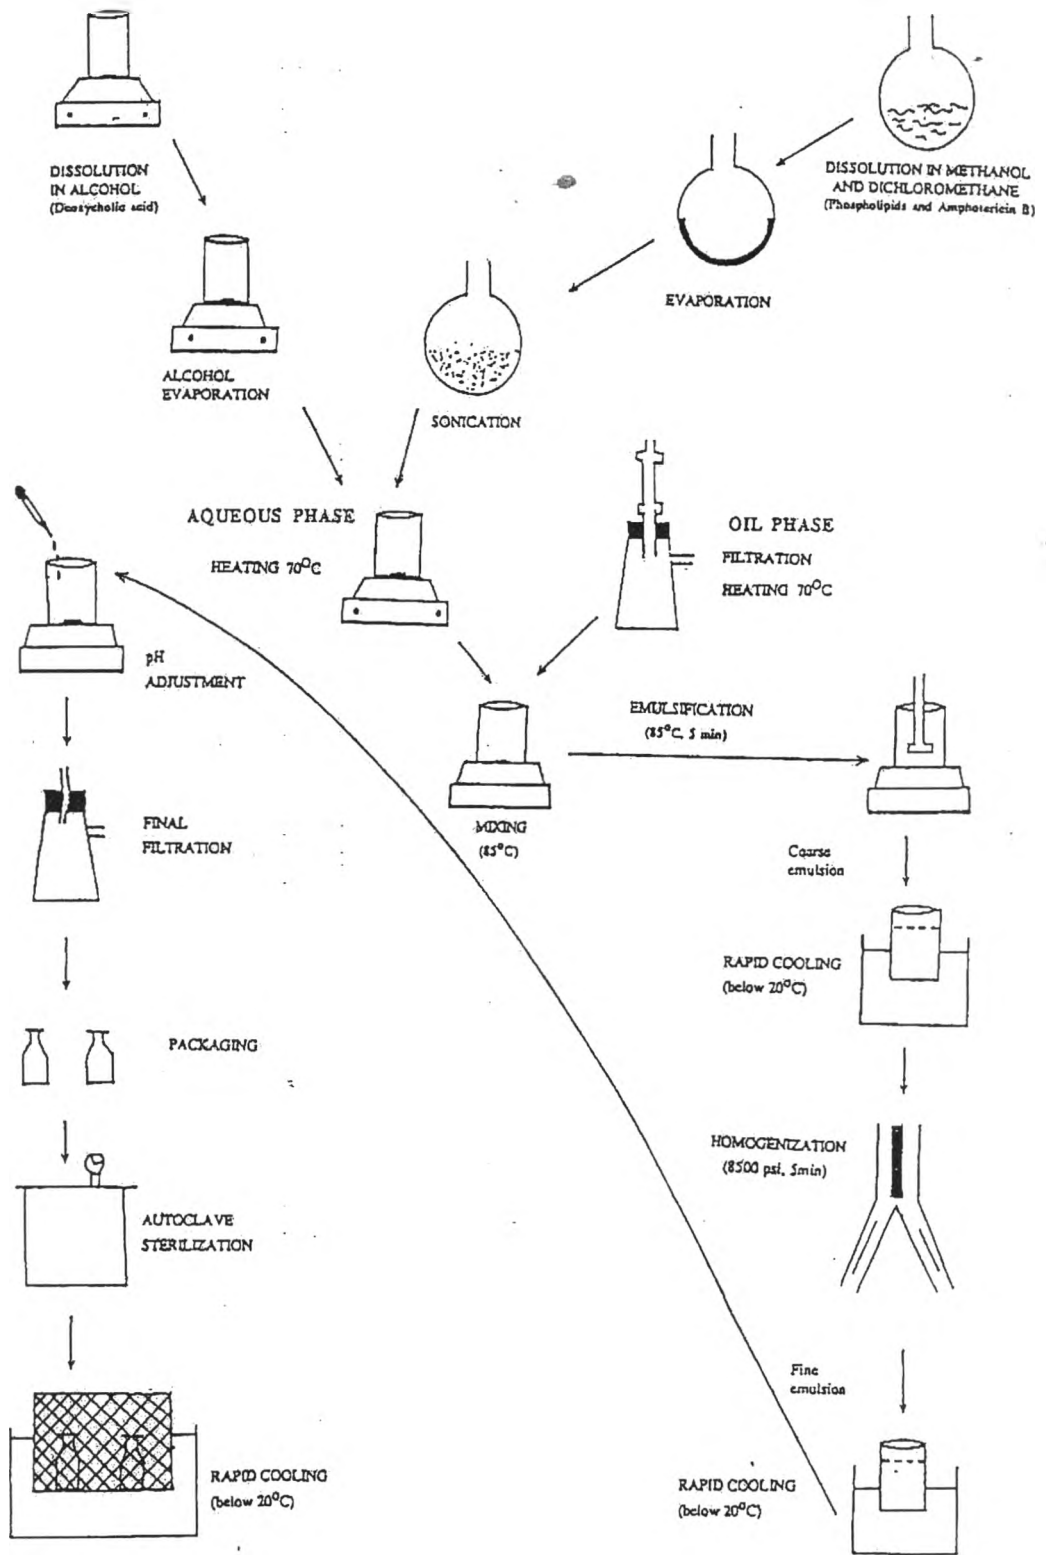 DISSOLUTION
IN ALCOHOL
(Deoxycholic acid)
DISSOLUTION IN METHANOL
AND DICHLOROMETHANE
(Phospholipids and Amphotericin B)
EVAPORATION
ALCOHOL
EVAPORATION
SONICATION
AQUEOUS PHASE
HEATING 70°C
OIL PHASE
FILTRATION
HEATING 70°C
pH
ADJUSTMENT
EMULSIFICATION
(85°C, 5 min)
MIXING
(85°C)
FINAL
FILTRATION
Coarse
emulsion
RAPID COOLING
(below 20°C)
PACKAGING
HOMOGENIZATION
(8500 psi, 5min)
AUTOCLAVE
STERILIZATION
Fine
emulsion
RAPID COOLING
(below 20°C)
RAPID COOLING
(below 20°C)